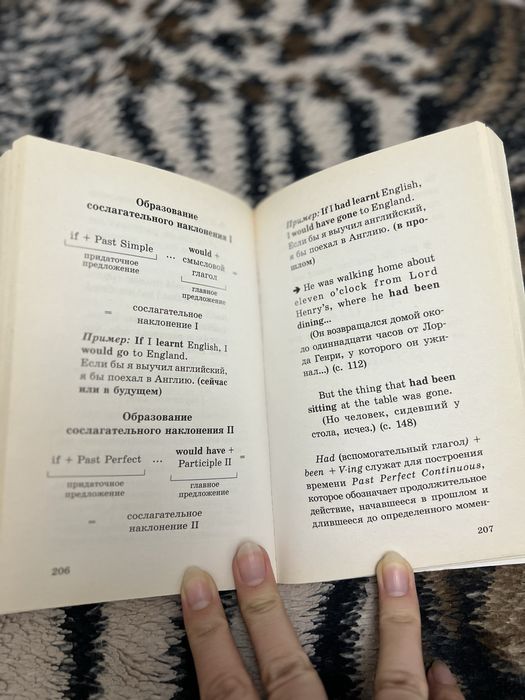 Образование
сослагательного наклонения I
if + Past Simple ... would +
смысловой =
глагол
придаточное
предложение
главное
предложение
= сослагательное
наклонение I
Пример: If I learnt English, I
would go to England.
Если бы я выучил английский,
я бы поехал в Англию. (сейчас
или в будущем)
Образование
сослагательного наклонения II
if + Past Perfect ... would have +
Participle II =
придаточное
предложение
главное
предложение
= сослагательное
наклонение II
206
Пример: If I had learnt English,
I would have gone to England.
Если бы я выучил английский,
я бы поехал в Англию. (в про-
шлом)
➔ He was walking home about
eleven o'clock from Lord
Henry's, where he had been
dining...
(Он возвращался домой око-
ло одиннадцати часов от Лор-
да Генри, у которого он ужи-
нал...) (с. 112)
But the thing that had been
sitting at the table was gone.
(Но человек, сидевший у
стола, исчез.) (с. 148)
Had (вспомогательный глагол) +
been + V-ing служат для построения
времени Past Perfect Continuous,
которое обозначает продолжительное
действие, начавшееся в прошлом и
длившееся до определенного момен-
207